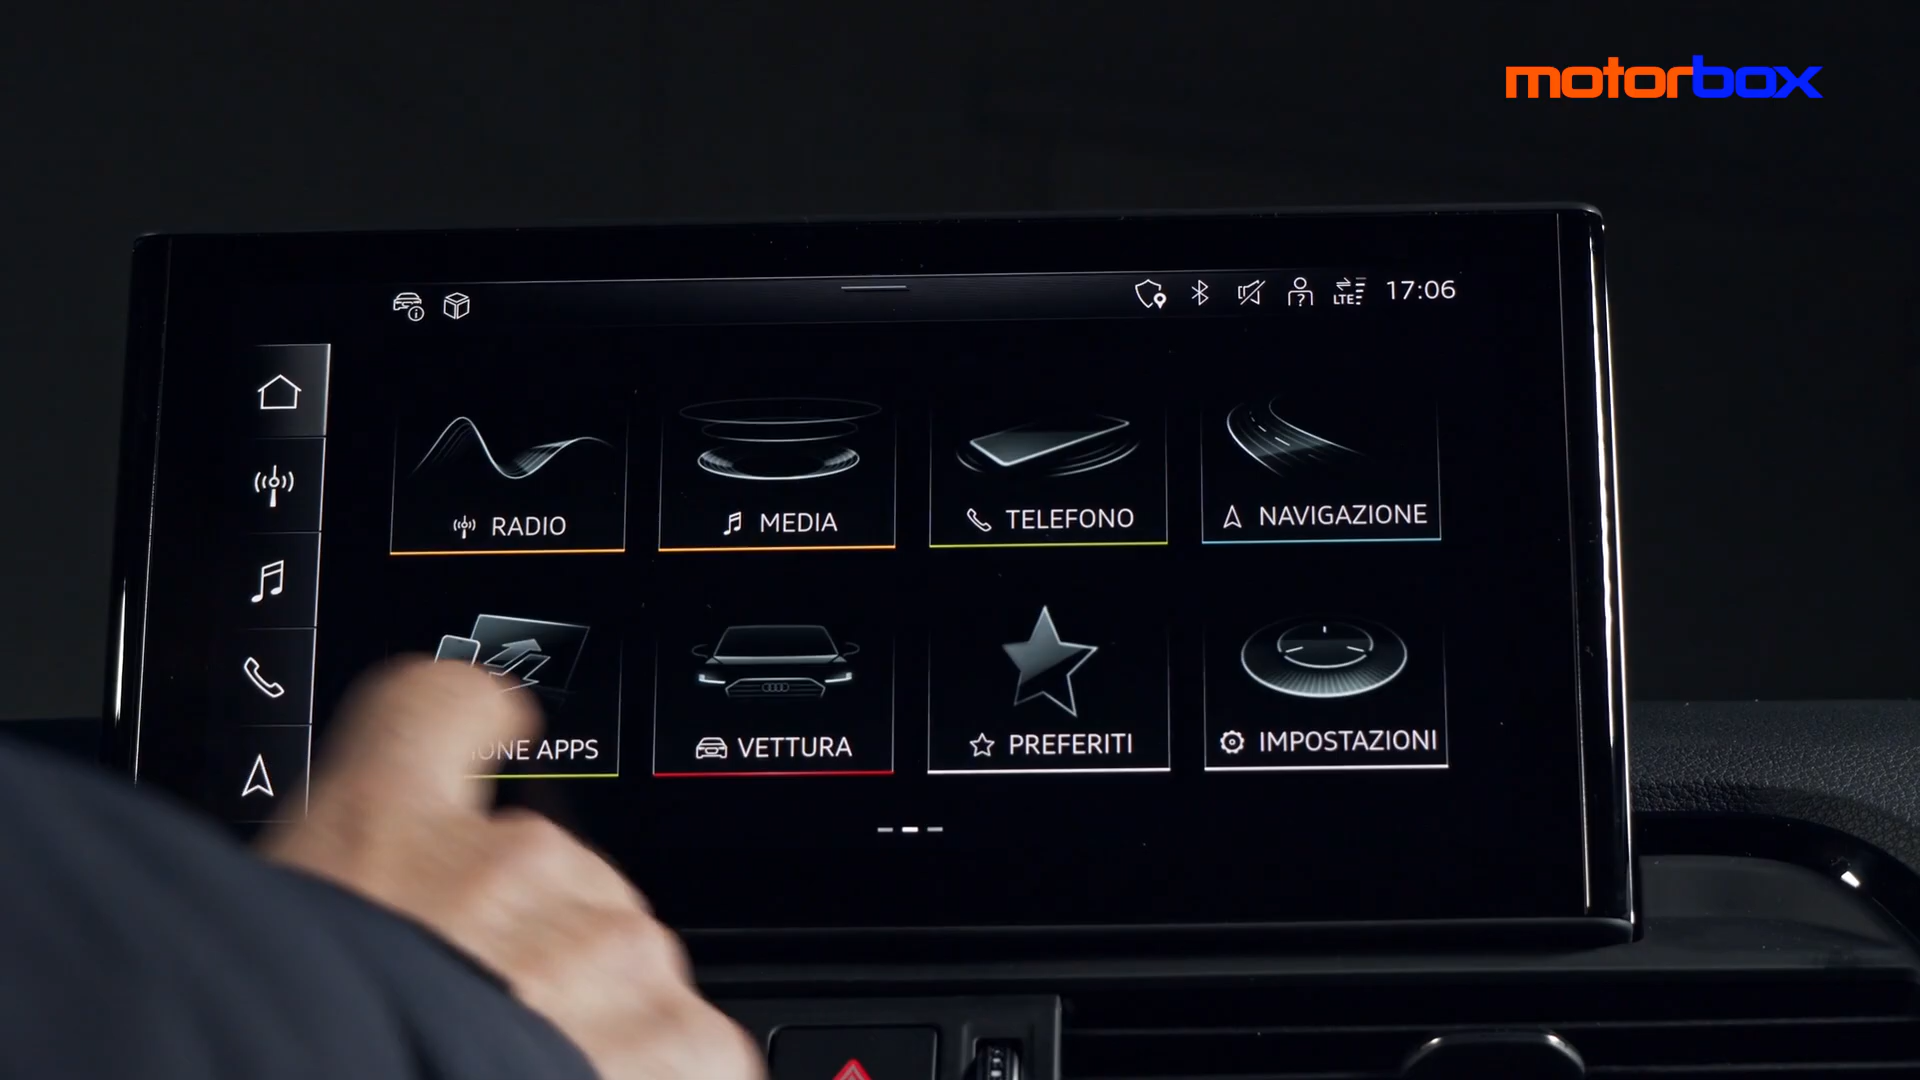 motorbox
LTE 17:06
RADIO
MEDIA
TELEFONO
NAVIGAZIONE
APPS
VETTURA
PREFERITI
IMPOSTAZIONI